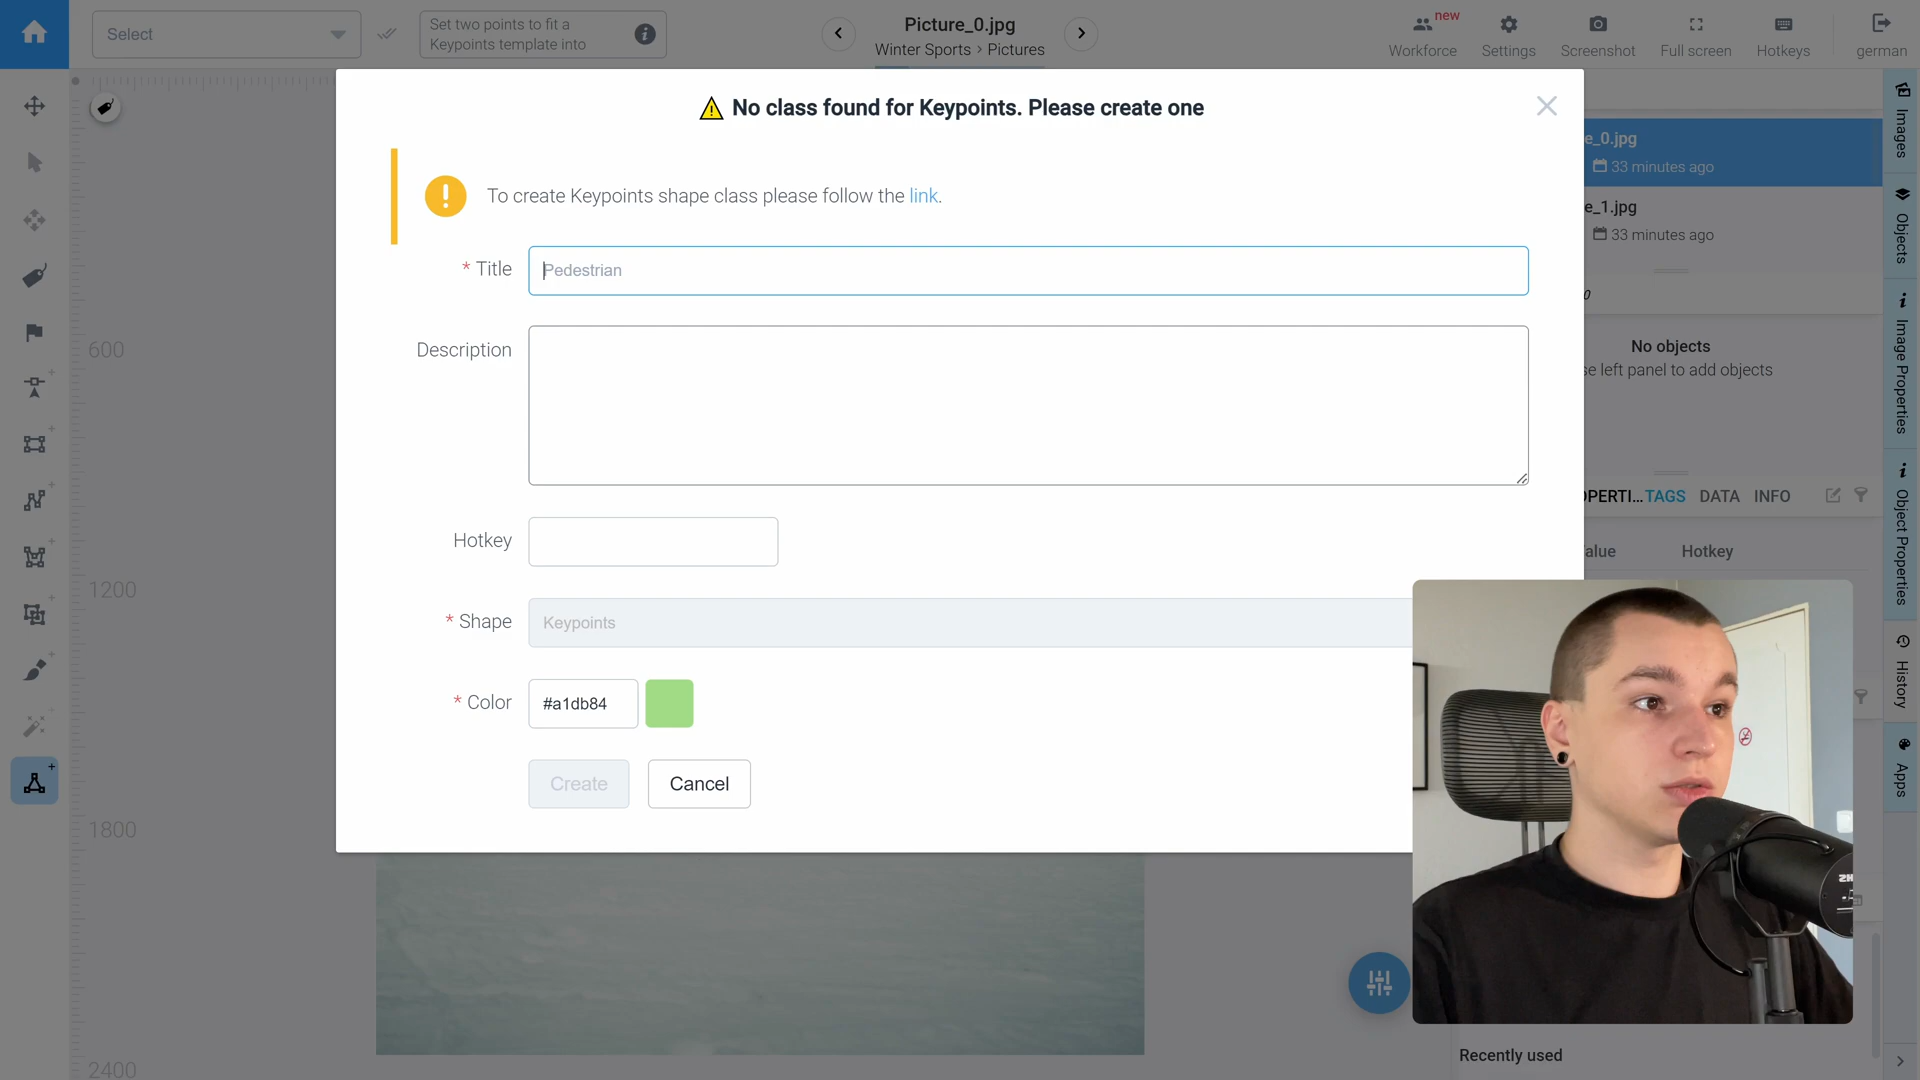 Select
Set two points to fit a
Keypoints template into
Picture_0.jpg
Winter Sports › Pictures
new
Workforce
Settings
Screenshot
Full screen
Hotkeys
german
No class found for Keypoints. Please create one
To create Keypoints shape class please follow the link.
* Title
Pedestrian
Description
Hotkey
* Shape
Keypoints
* Color
#a1db84
Create
Cancel
600
1200
1800
2400
e_0.jpg
33 minutes ago
e_1.jpg
33 minutes ago
0
No objects
se left panel to add objects
OPERTI... TAGS DATA INFO
alue
Hotkey
Recently used
Images
Objects
Image Properties
Object Properties
History
Apps